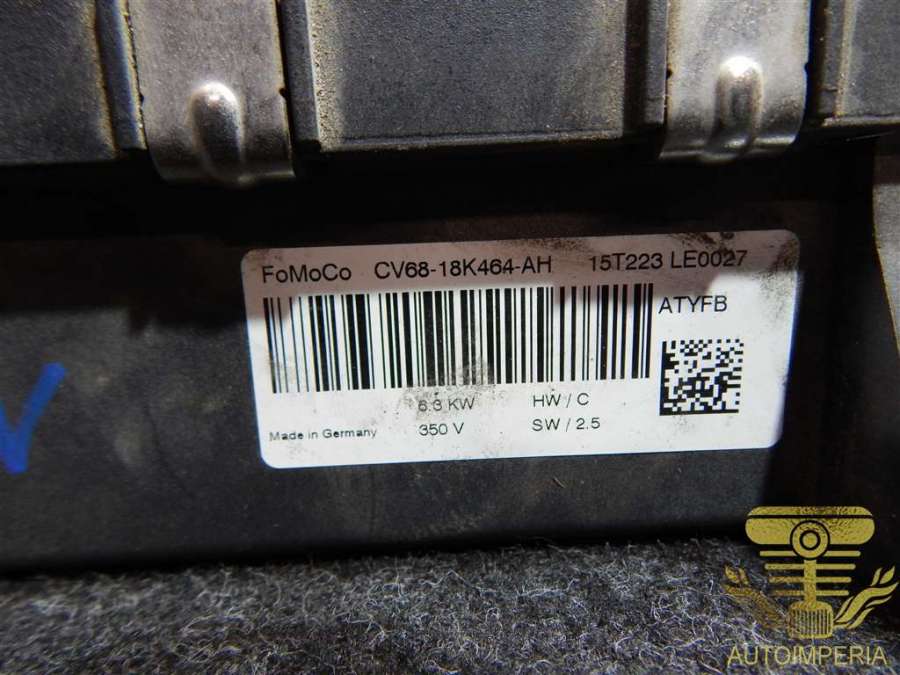 FoMoCo CV68-18K464-AH 15T223 LE0027
ATYFB
6.3 KW HW / C
Made in Germany 350 V SW / 2.5
AUTOIMPERIA